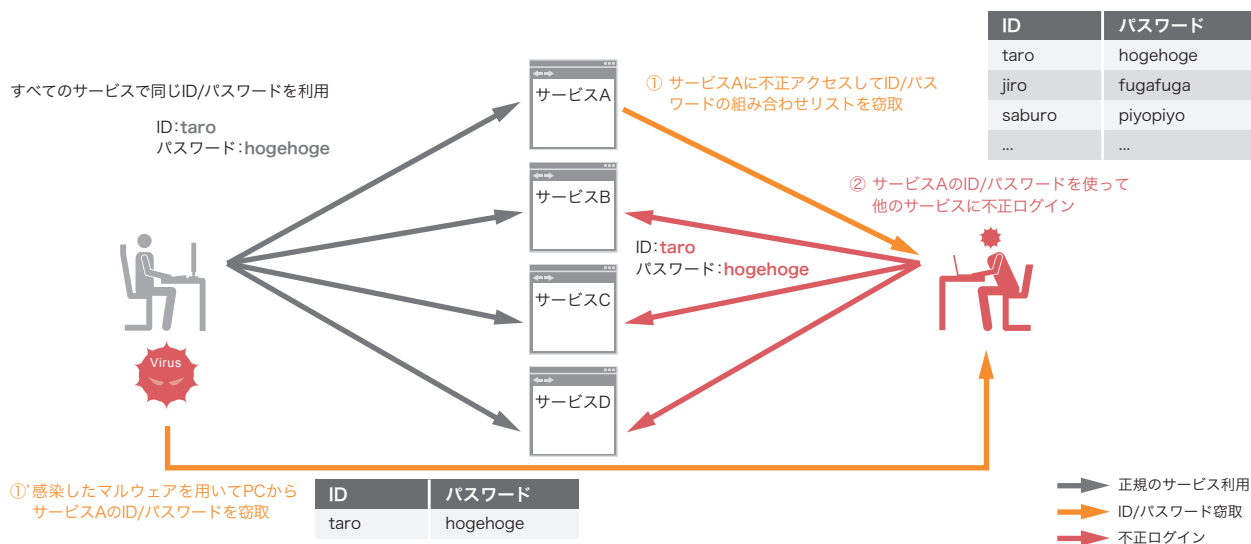 すべてのサービスで同じID/パスワードを利用
ID:taro
パスワード:hogehoge
サービスA
サービスB
サービスC
サービスD
① サービスAに不正アクセスしてID/パス
ワードの組み合わせリストを窃取
ID パスワード
taro hogehoge
jiro fugafuga
saburo piyopiyo
... ...
② サービスAのID/パスワードを使って
他のサービスに不正ログイン
ID:taro
パスワード:hogehoge
Virus
①' 感染したマルウェアを用いてPCから
サービスAのID/パスワードを窃取
ID パスワード
taro hogehoge
正規のサービス利用
ID/パスワード窃取
不正ログイン